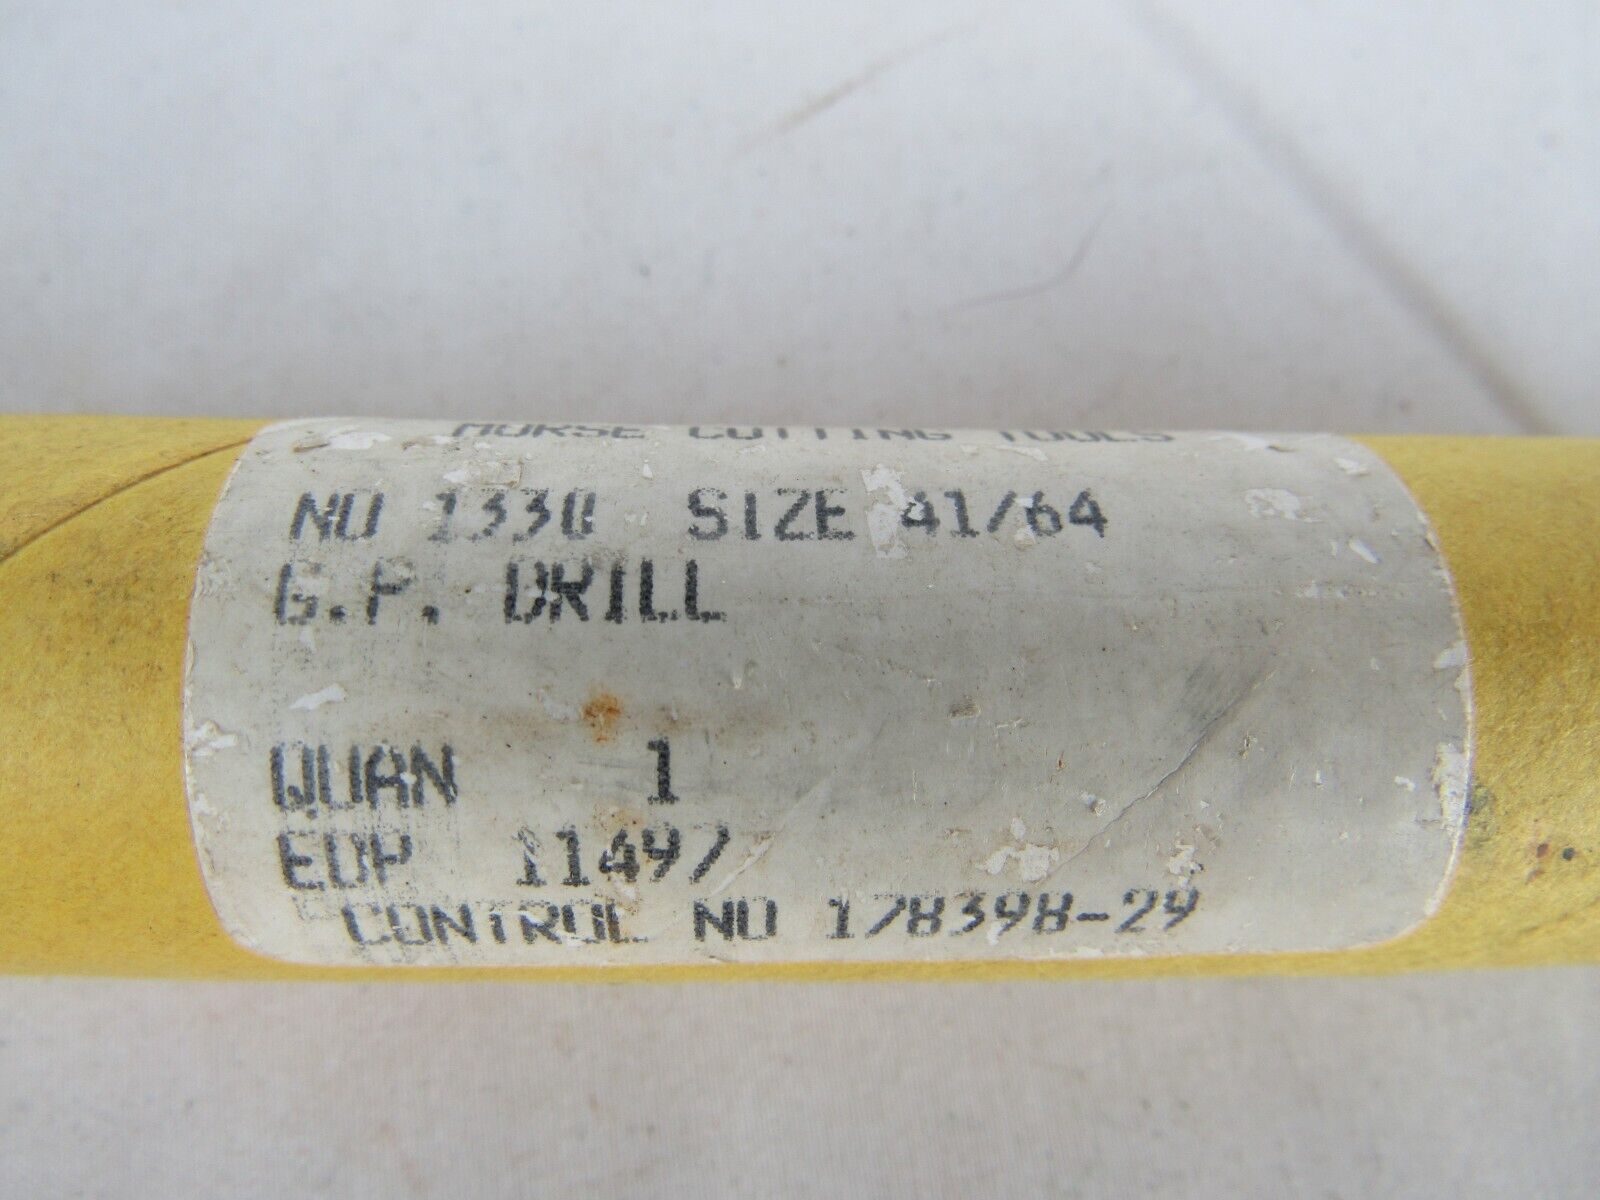 MORSE CUTTING TOOLS
NO 1330 SIZE 41/64
G.P. DRILL
QUAN 1
EDP 11497
CONTROL NO 178398-29